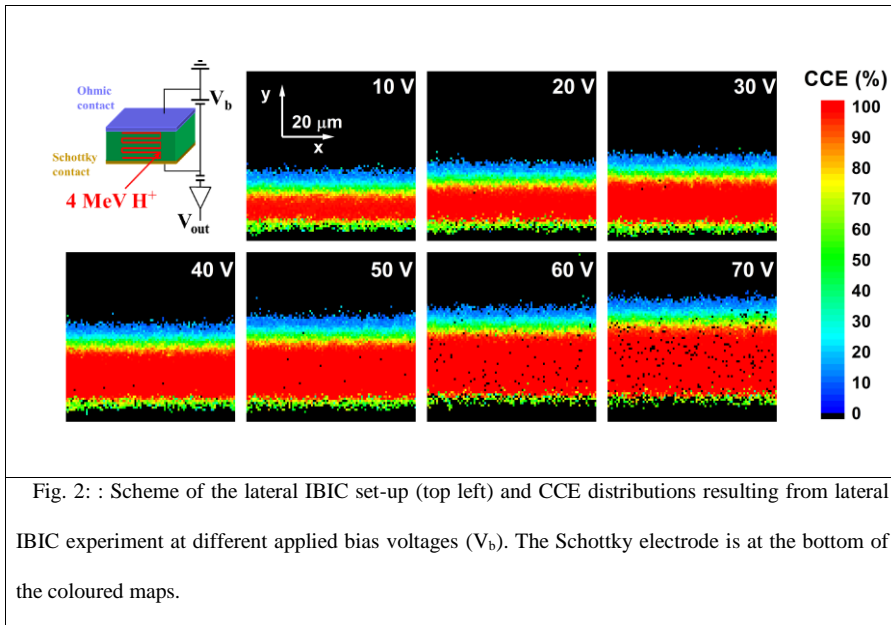 Ohmic
contact
V_b
Schottky
contact
4 MeV H⁺
V_out
y
20 μm
x
10 V
20 V
30 V
CCE (%)
100
90
80
70
60
50
40
30
20
10
0
40 V
50 V
60 V
70 V
Fig. 2: : Scheme of the lateral IBIC set-up (top left) and CCE distributions resulting from lateral
IBIC experiment at different applied bias voltages (V_b). The Schottky electrode is at the bottom of
the coloured maps.